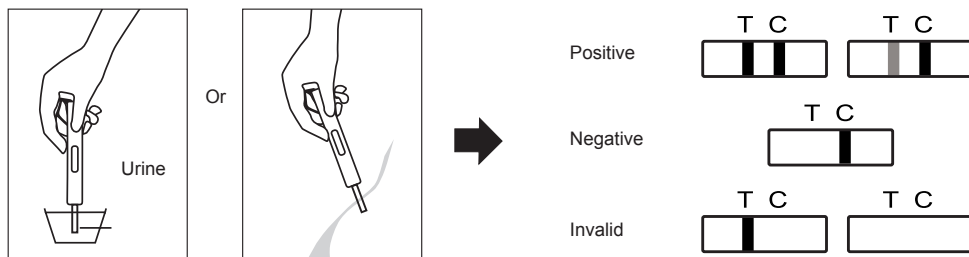 T C T C
Positive
Or
T C
Negative
Urine
T C T C
Invalid